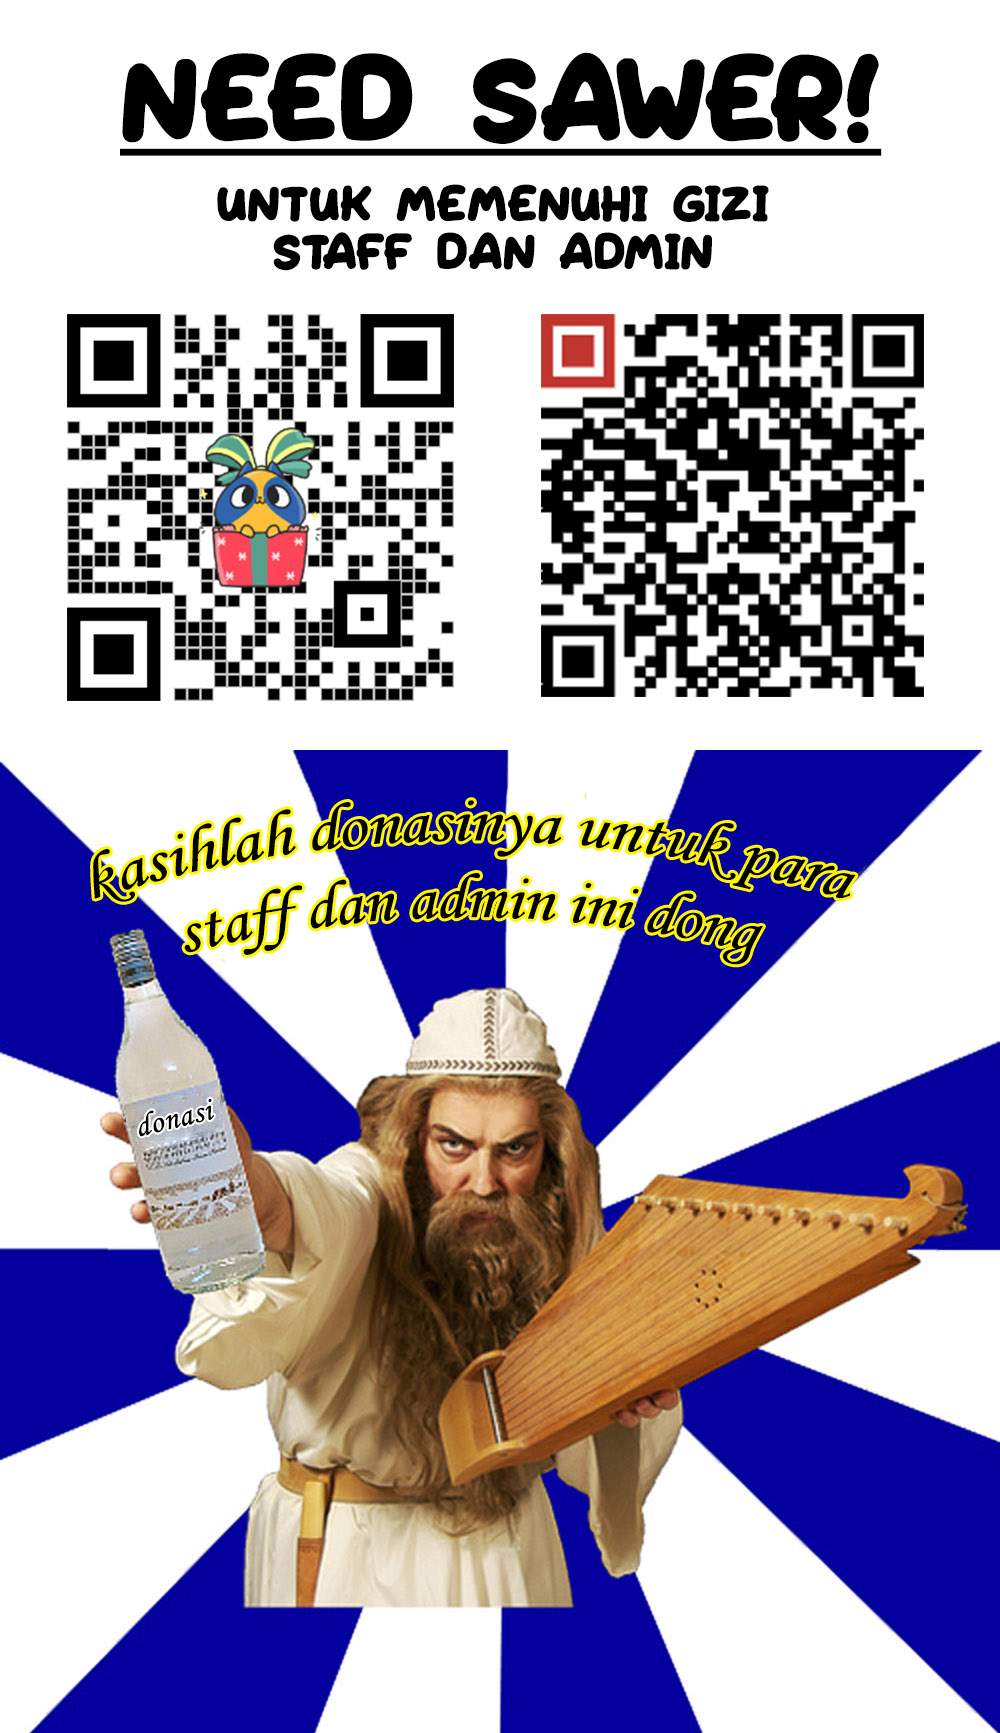 NEED SAWER!
UNTUK MEMENUHI GIZI
STAFF DAN ADMIN
kasihlah donasinya untuk para
staff dan admin ini dong
donasi